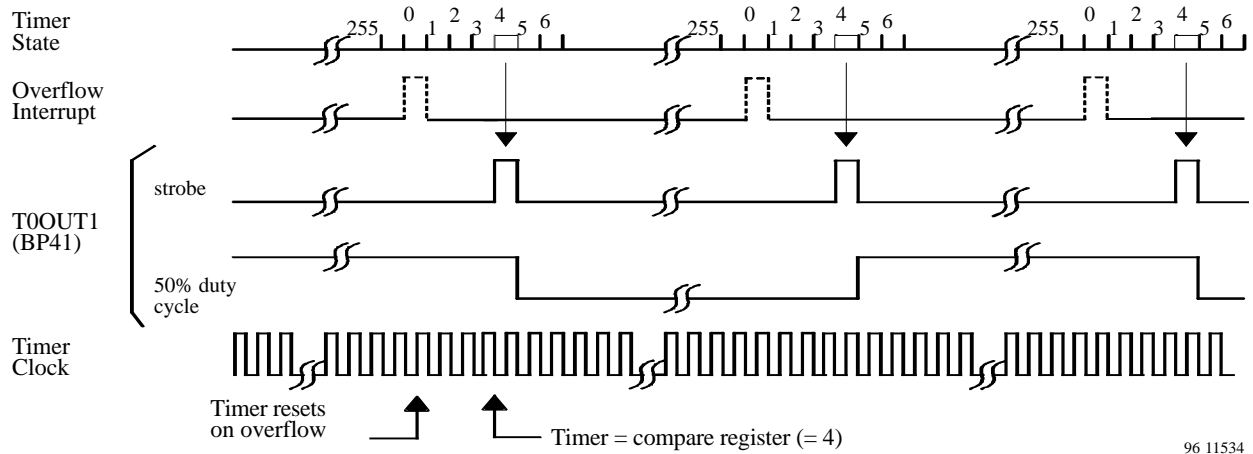 Timer
State
255 0 1 2 3 4 5 6 255 0 1 2 3 4 5 6 255 0 1 2 3 4 5 6
Overflow
Interrupt
T0OUT1
(BP41)
strobe
50% duty
cycle
Timer
Clock
Timer resets
on overflow
Timer = compare register (= 4)
96 11534